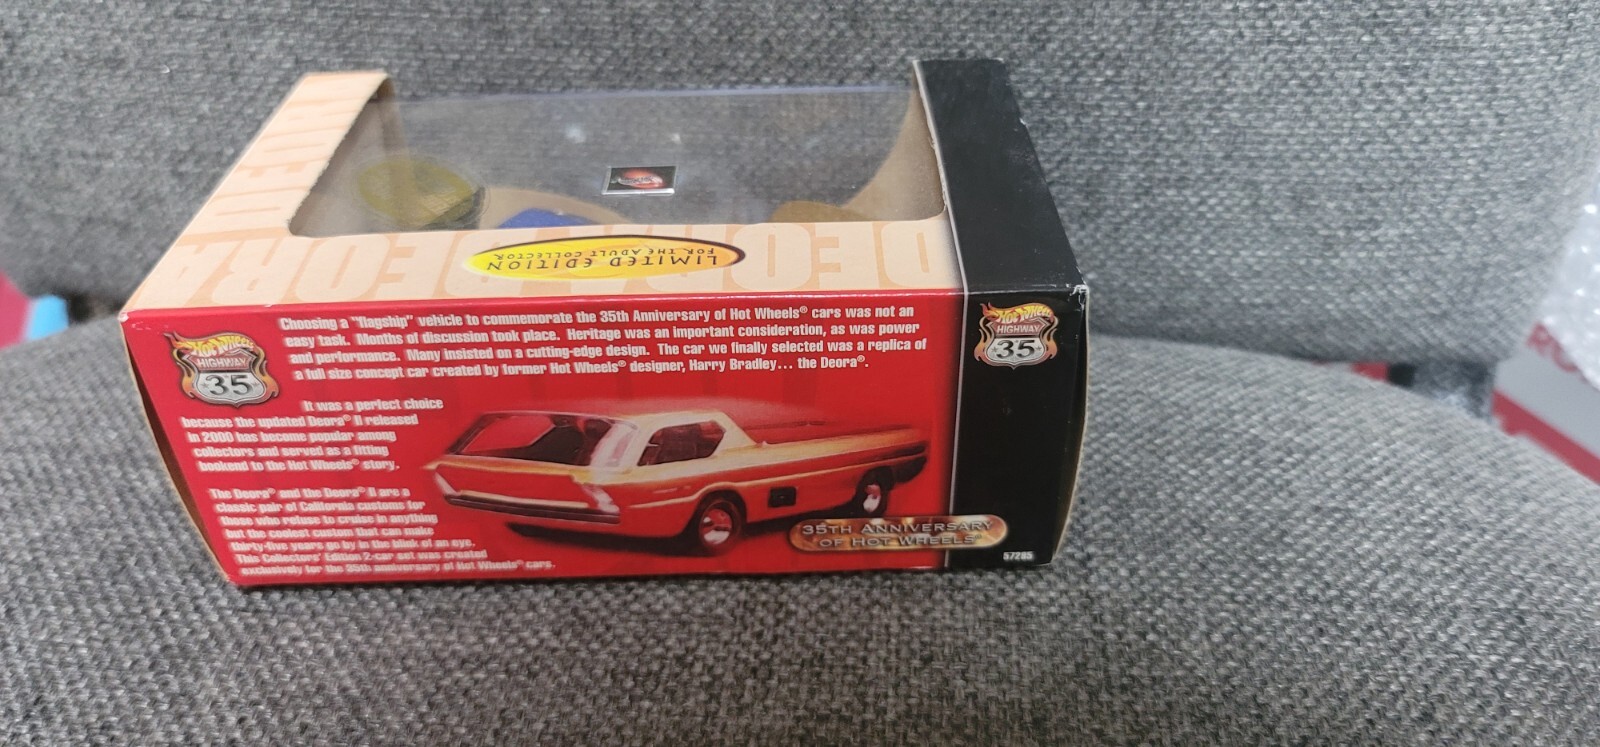 DEORA
DEORA DEORA
LIMITED EDITION
FOR THE ADULT COLLECTOR
Hot Wheels
HIGHWAY
35
Choosing a "flagship" vehicle to commemorate the 35th Anniversary of Hot Wheels® cars was not an
easy task. Months of discussion took place. Heritage was an important consideration, as was power
and performance. Many insisted on a cutting-edge design. The car we finally selected was a replica of
a full size concept car created by former Hot Wheels® designer, Harry Bradley... the Deora®.
It was a perfect choice
because the updated Deora® II released
in 2000 has become popular among
collectors and served as a fitting
bookend to the Hot Wheels® story.
The Deora® and the Deora® II are a
classic pair of California customs for
those who refuse to cruise in anything
but the coolest custom that can make
thirty-five years go by in the blink of an eye.
This Collectors' Edition 2-car set was created
exclusively for the 35th anniversary of Hot Wheels® cars.
35TH ANNIVERSARY
OF HOT WHEELS®
Hot Wheels
HIGHWAY
35
57285